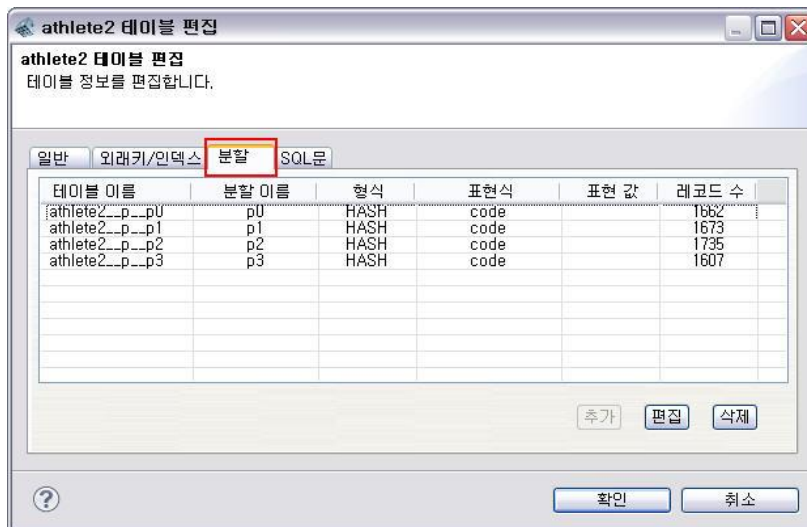 athlete2 테이블 편집
athlete2 테이블 편집
테이블 정보를 편집합니다.
일반 외래키/인덱스 분할 SQL문
테이블 이름 분할 이름 형식 표현식 표현 값 레코드 수
athlete2__p__p0 p0 HASH code 1662
athlete2__p__p1 p1 HASH code 1673
athlete2__p__p2 p2 HASH code 1735
athlete2__p__p3 p3 HASH code 1607
추가 편집 삭제
? 확인 취소